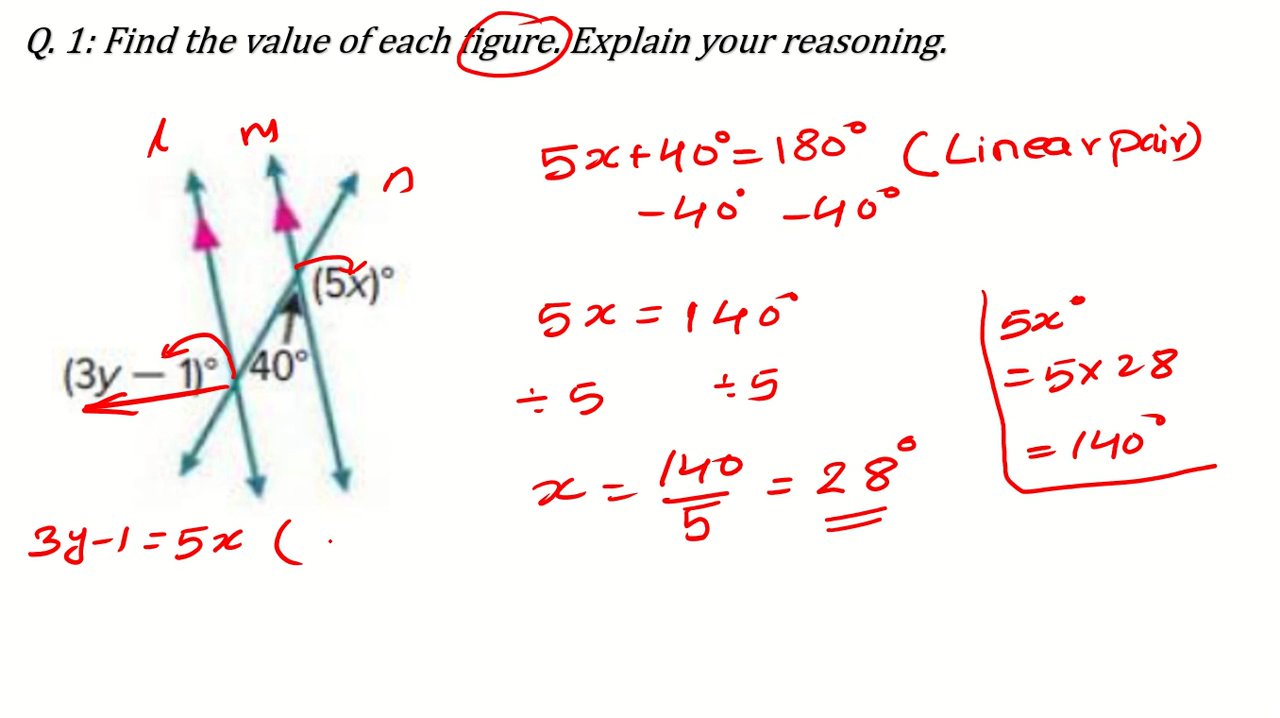 Q. 1: Find the value of each figure. Explain your reasoning.
l m n
(5x)°
(3y – 1)° 40°
3y-1=5x (
5x+40°=180° (Linear pair)
-40° -40°
5x = 140°
÷5 ÷5
x = 140/5 = 28°
5x°
= 5×28
= 140°